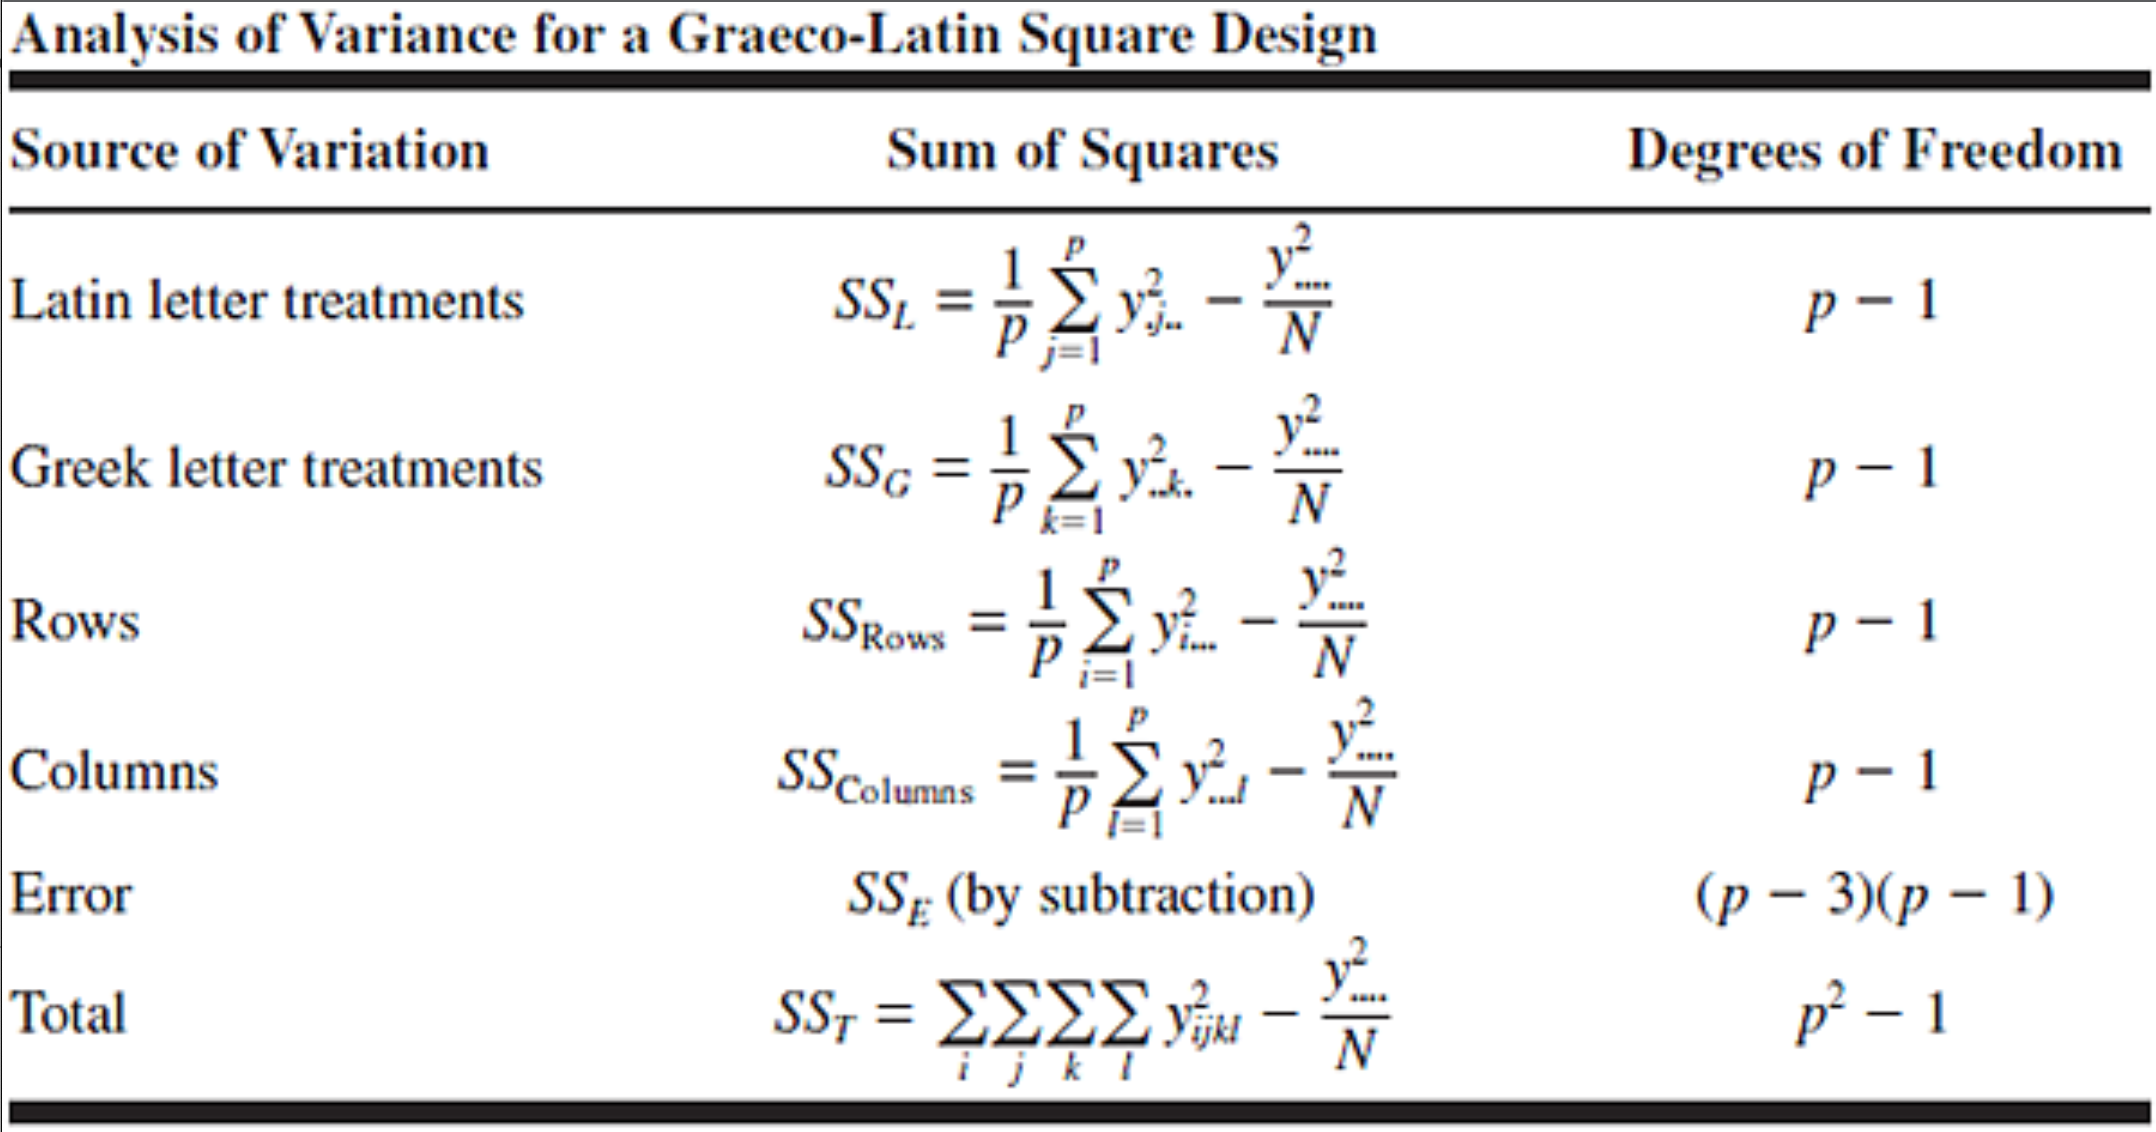 Analysis of Variance for a Graeco-Latin Square Design
Source of Variation Sum of Squares Degrees of Freedom
Latin letter treatments $SS_L = \frac{1}{p} \sum_{j=1}^{p} y_{.j..}^2 - \frac{y_{....}^2}{N}$ $p - 1$
Greek letter treatments $SS_G = \frac{1}{p} \sum_{k=1}^{p} y_{..k.}^2 - \frac{y_{....}^2}{N}$ $p - 1$
Rows $SS_{\text{Rows}} = \frac{1}{p} \sum_{i=1}^{p} y_{i...}^2 - \frac{y_{....}^2}{N}$ $p - 1$
Columns $SS_{\text{Columns}} = \frac{1}{p} \sum_{l=1}^{p} y_{...l}^2 - \frac{y_{....}^2}{N}$ $p - 1$
Error $SS_E$ (by subtraction) $(p - 3)(p - 1)$
Total $SS_T = \sum_i \sum_j \sum_k \sum_l y_{ijkl}^2 - \frac{y_{....}^2}{N}$ $p^2 - 1$